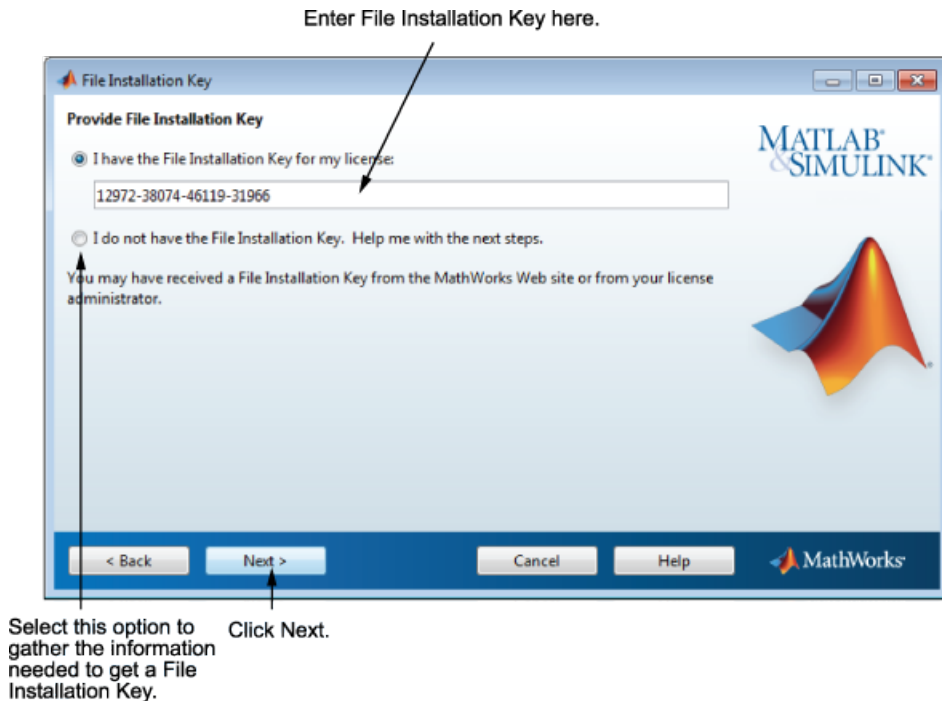 Enter File Installation Key here.
File Installation Key
Provide File Installation Key
MATLAB®
&SIMULINK®
I have the File Installation Key for my license:
12972-38074-46119-31966
I do not have the File Installation Key. Help me with the next steps.
You may have received a File Installation Key from the MathWorks Web site or from your license
administrator.
< Back
Next >
Cancel
Help
MathWorks®
Select this option to
gather the information
needed to get a File
Installation Key.
Click Next.